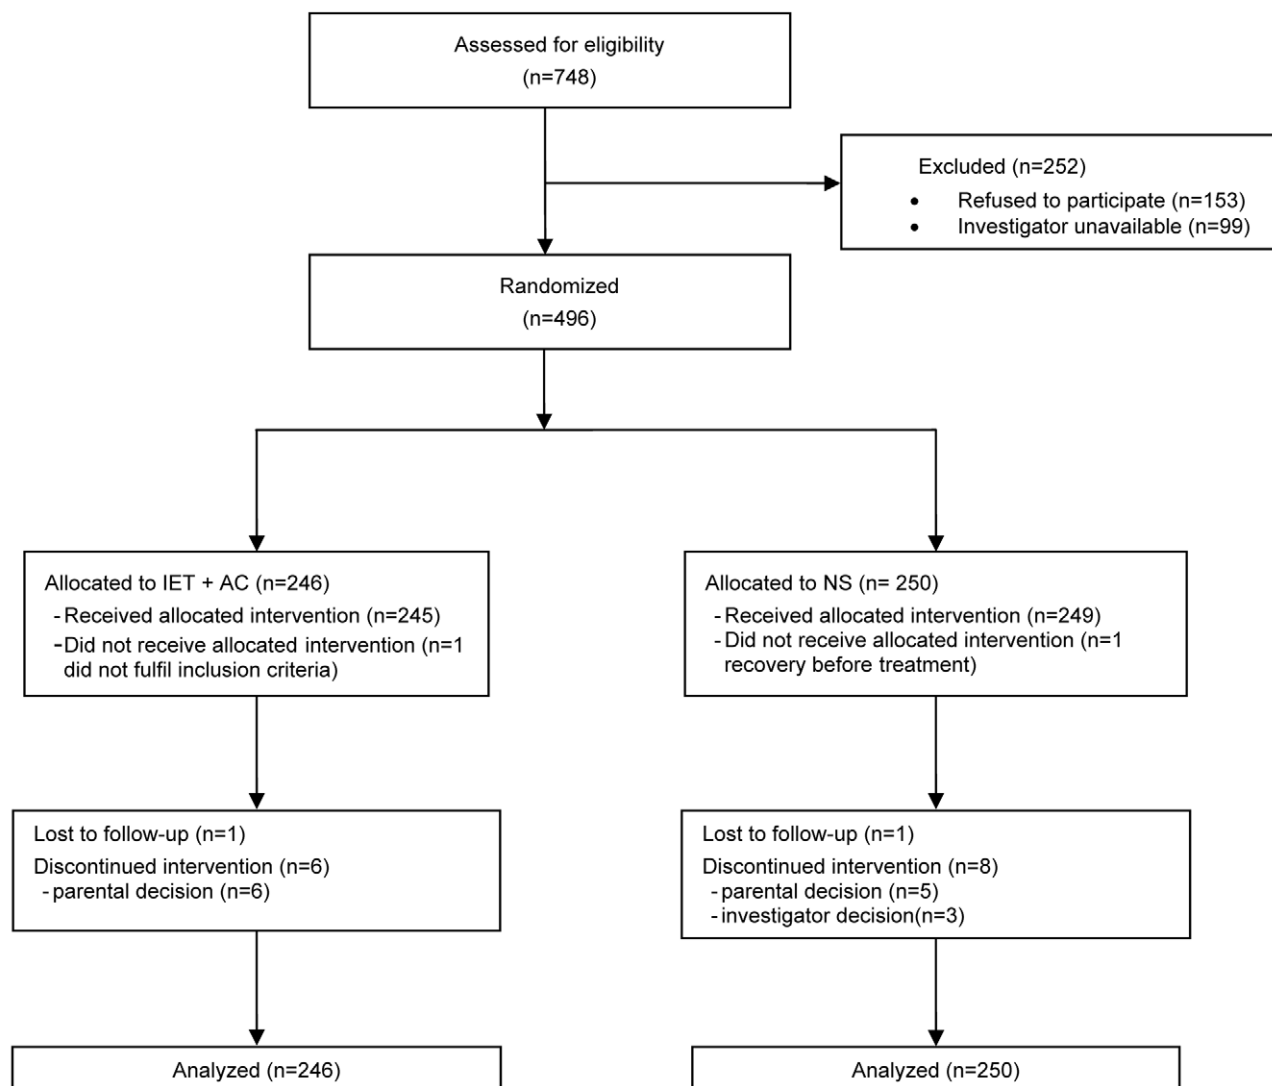 Assessed for eligibility
(n=748)
Excluded (n=252)
• Refused to participate (n=153)
• Investigator unavailable (n=99)
Randomized
(n=496)
Allocated to IET + AC (n=246)
- Received allocated intervention (n=245)
-Did not receive allocated intervention (n=1
did not fulfil inclusion criteria)
Allocated to NS (n= 250)
- Received allocated intervention (n=249)
- Did not receive allocated intervention (n=1
recovery before treatment)
Lost to follow-up (n=1)
Discontinued intervention (n=6)
- parental decision (n=6)
Lost to follow-up (n=1)
Discontinued intervention (n=8)
- parental decision (n=5)
- investigator decision(n=3)
Analyzed (n=246)
Analyzed (n=250)